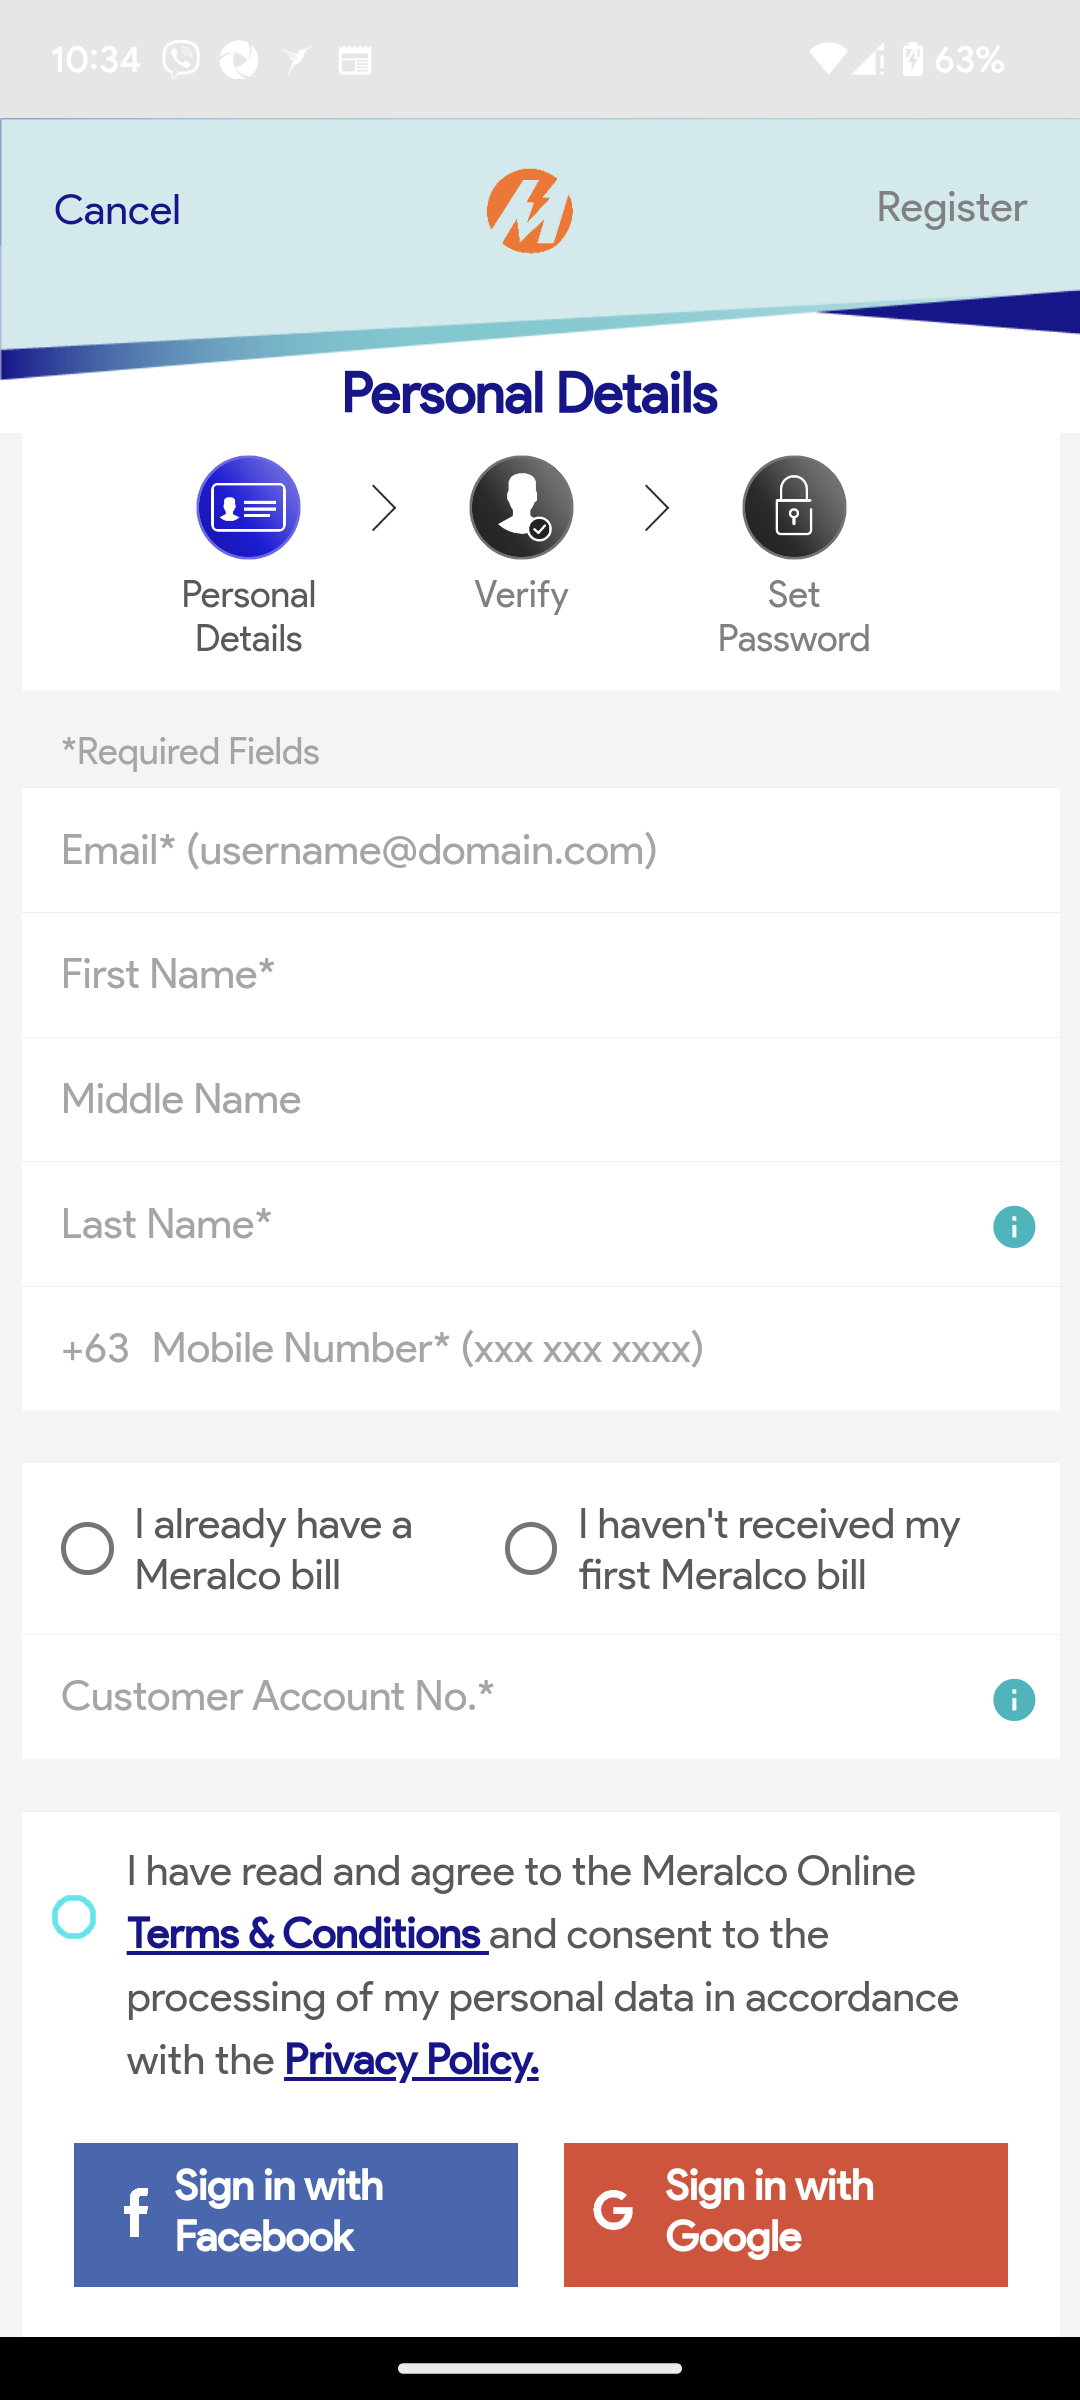 10:34
63%
Cancel
Register
Personal Details
Personal
Details
Verify
Set
Password
*Required Fields
Email* (username@domain.com)
First Name*
Middle Name
Last Name*
+63 Mobile Number* (xxx xxx xxxx)
I already have a
Meralco bill
I haven't received my
first Meralco bill
Customer Account No.*
I have read and agree to the Meralco Online
Terms & Conditions and consent to the
processing of my personal data in accordance
with the Privacy Policy.
Sign in with
Facebook
Sign in with
Google